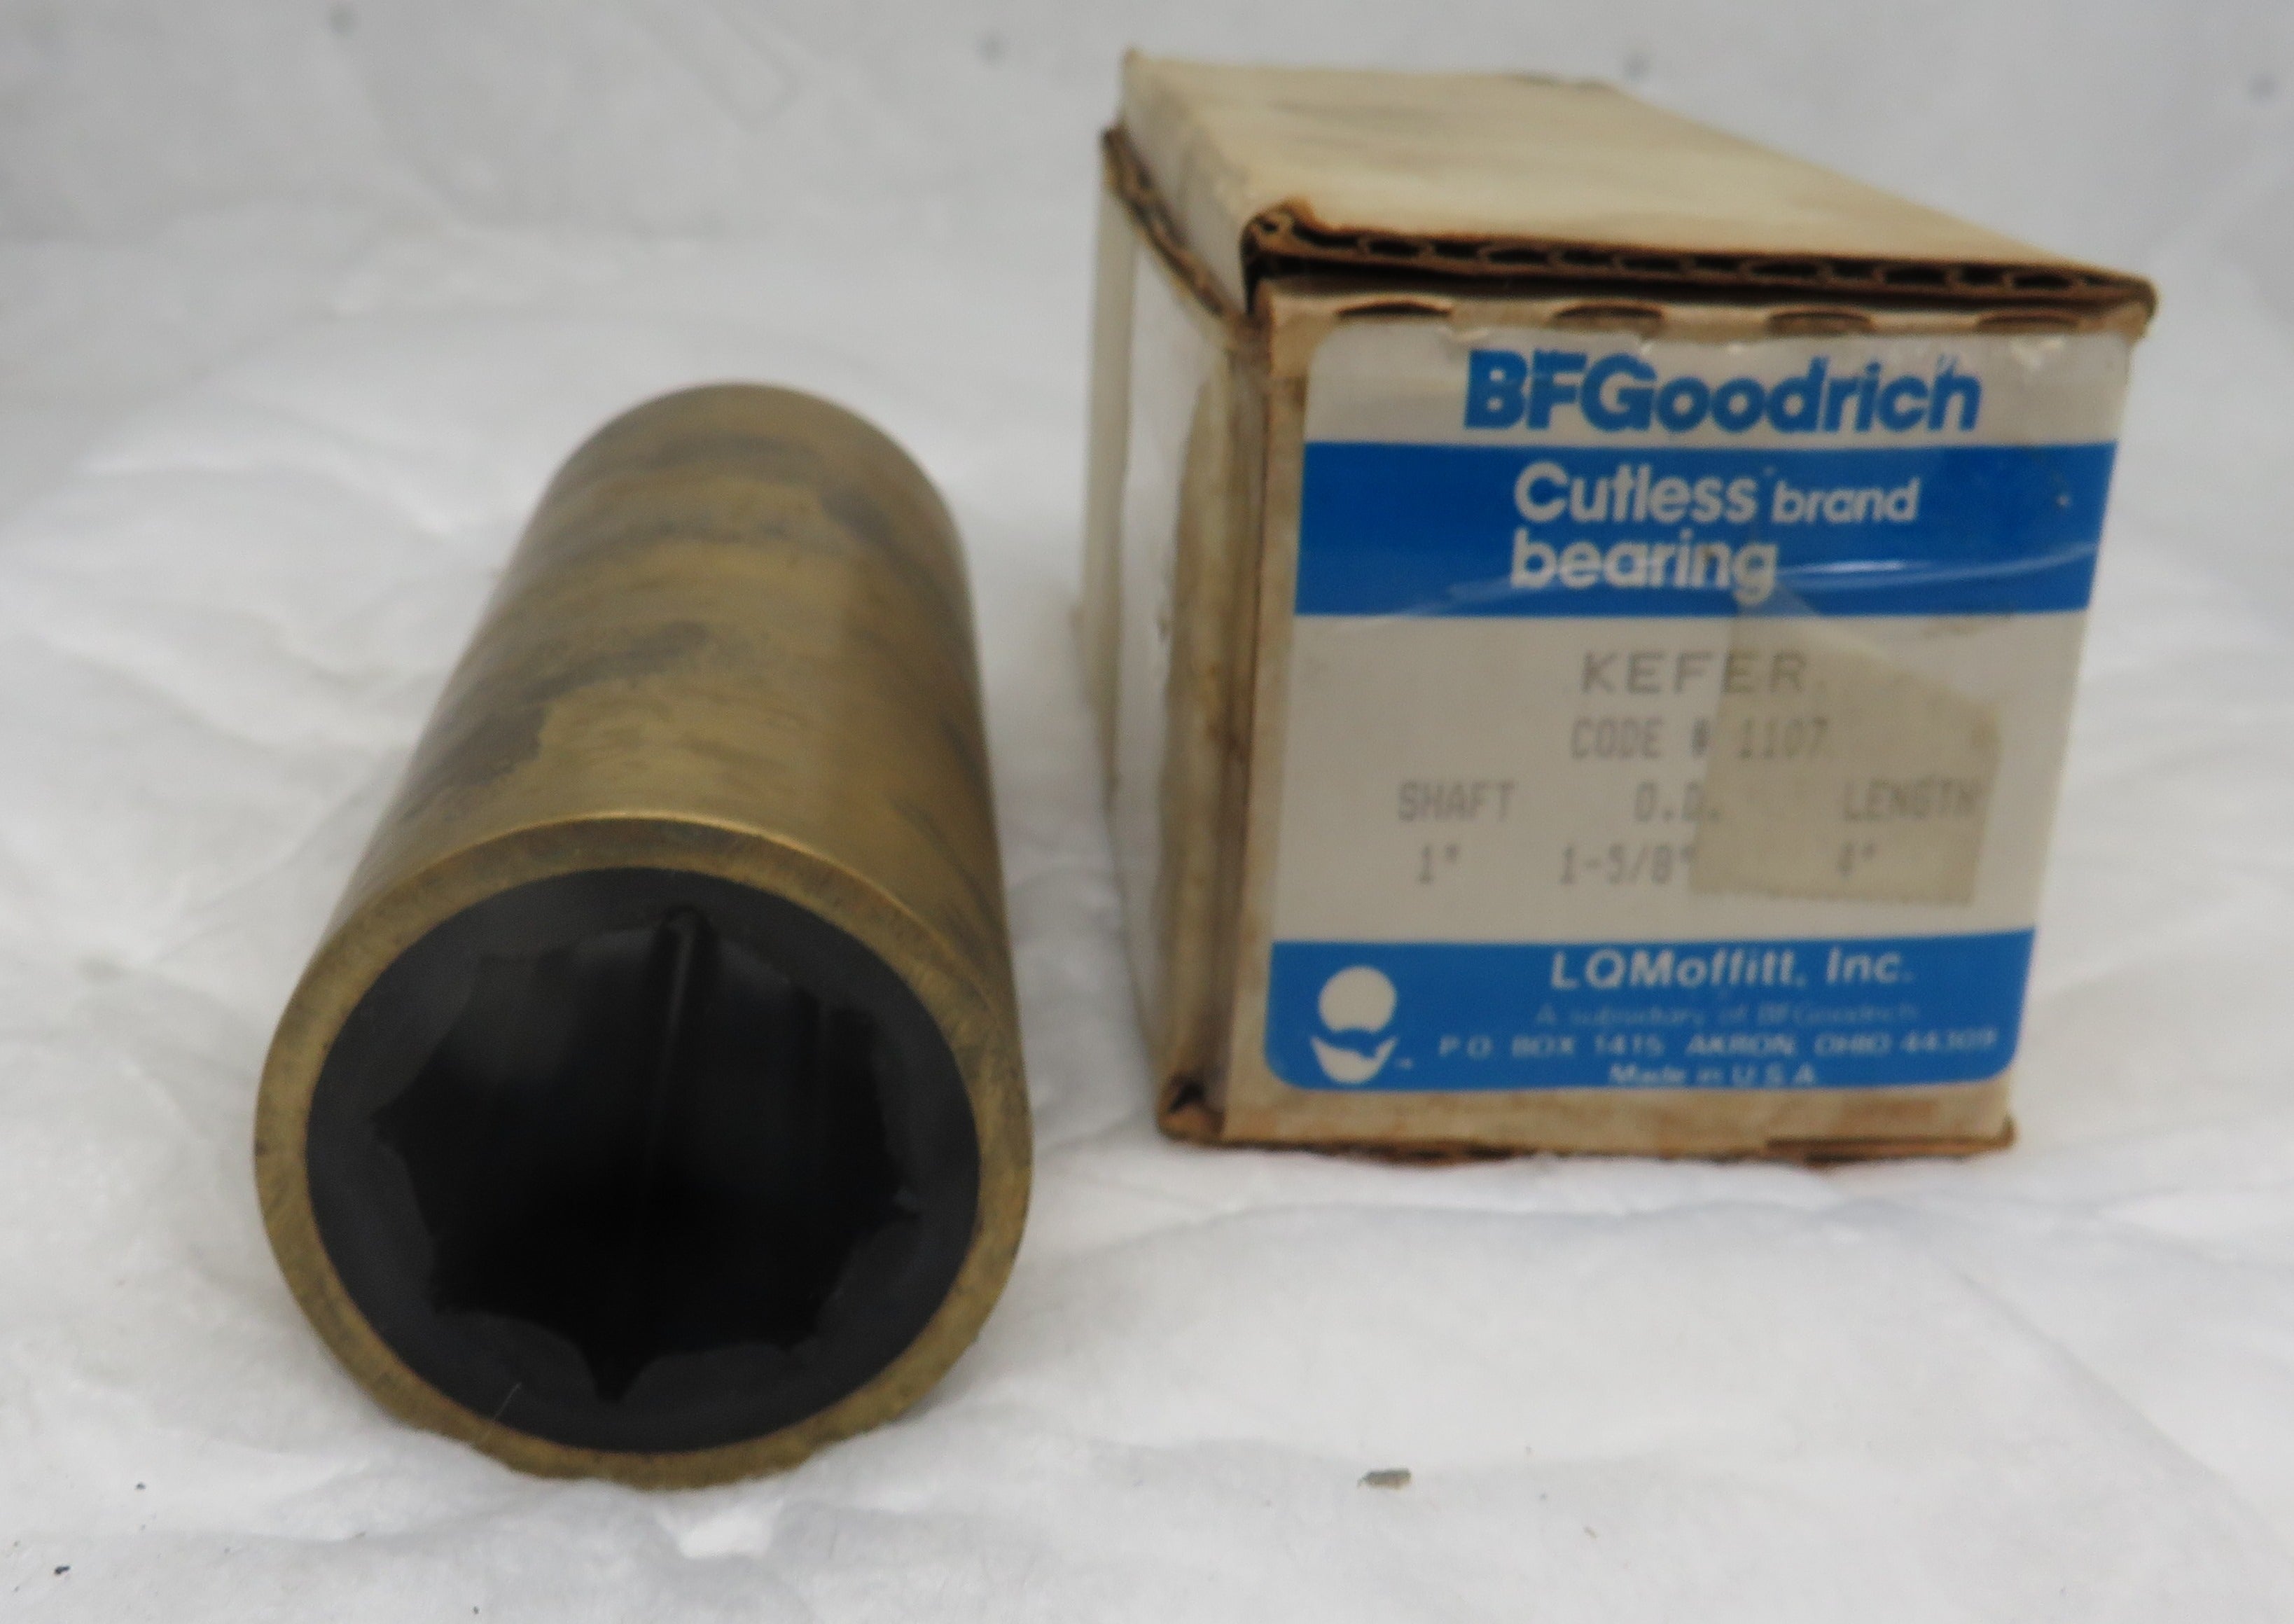 BFGoodrich
Cutless brand
bearing
KEFER
CODE # 1107
SHAFT O.D. LENGTH
1" 1-5/8" 4"
LQMoffitt, Inc.
A subsidiary of BFGoodrich
P.O. BOX 1415 AKRON, OHIO 44309
Made in U.S.A.